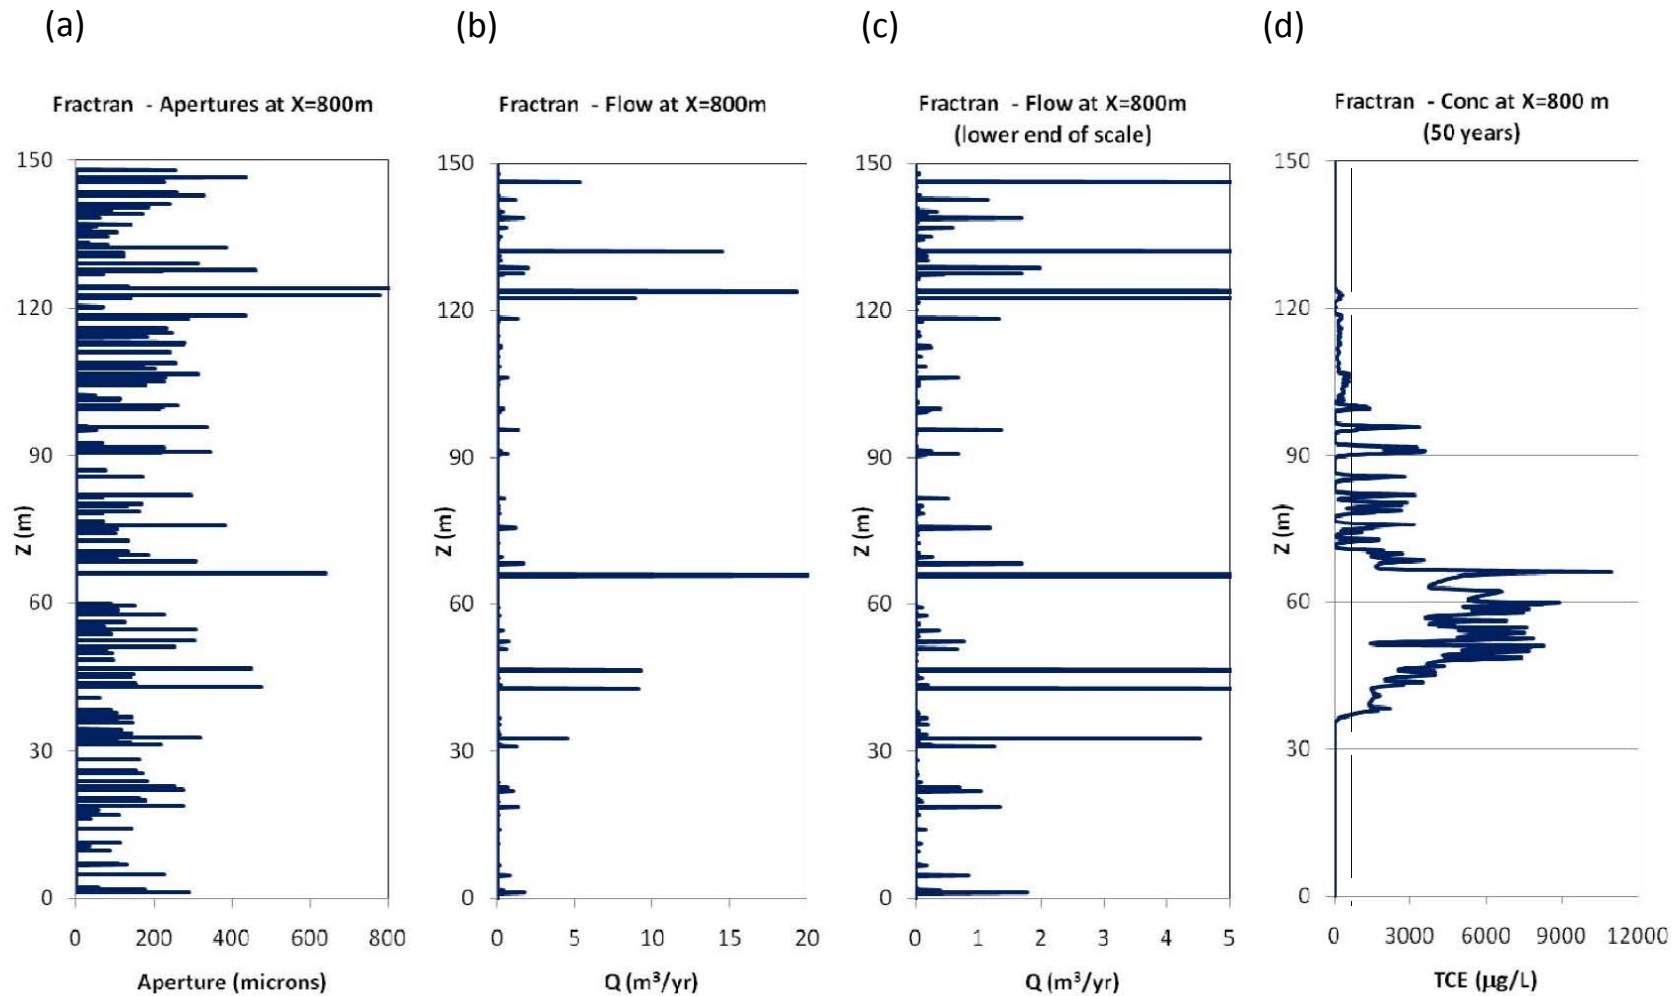 (a)
(b)
(c)
(d)
Fractran - Apertures at X=800m
Fractran - Flow at X=800m
Fractran - Flow at X=800m
(lower end of scale)
Fractran - Conc at X=800 m
(50 years)
150
120
90
60
30
0
Z (m)
0 200 400 600 800
Aperture (microns)
150
120
90
60
30
0
Z (m)
0 5 10 15 20
Q (m³/yr)
150
120
90
60
30
0
Z (m)
0 1 2 3 4 5
Q (m³/yr)
150
120
90
60
30
0
Z (m)
0 3000 6000 9000 12000
TCE (µg/L)